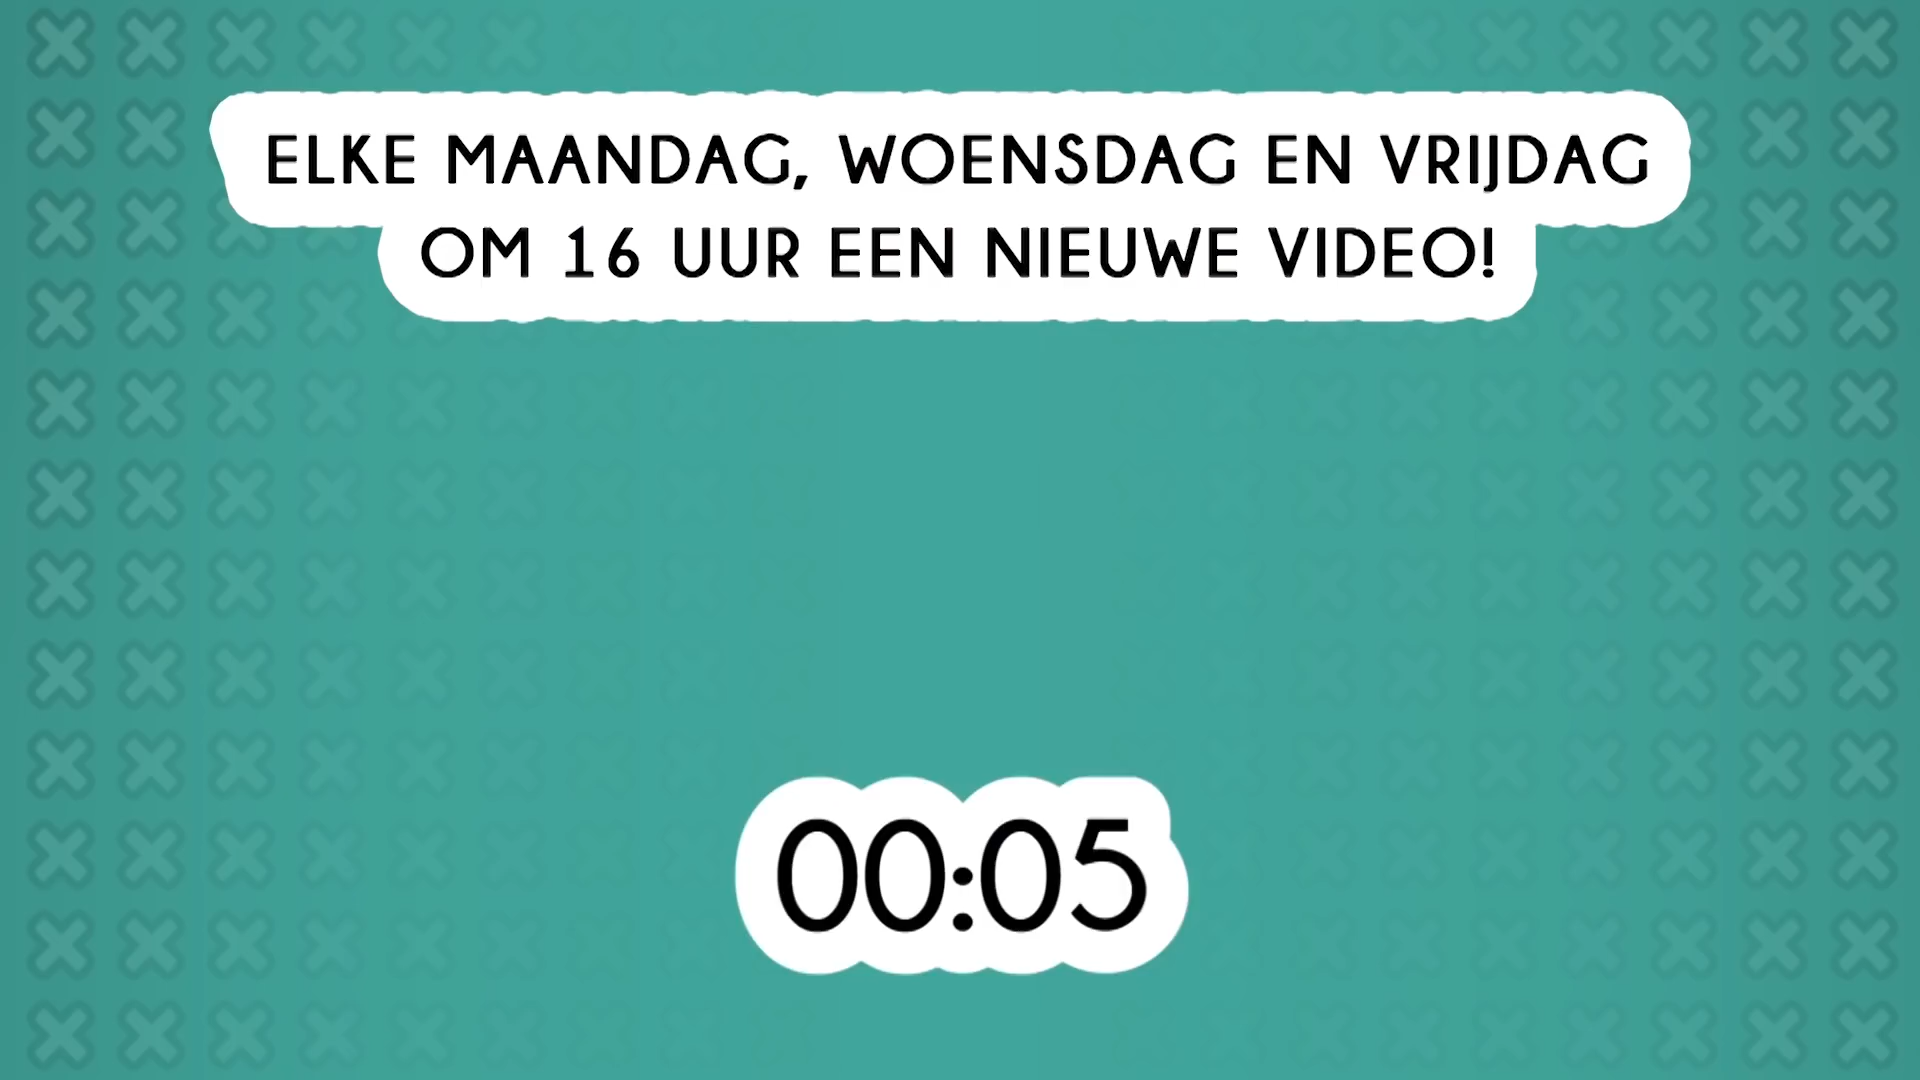 ELKE MAANDAG, WOENSDAG EN VRIJDAG
OM 16 UUR EEN NIEUWE VIDEO!
00:05